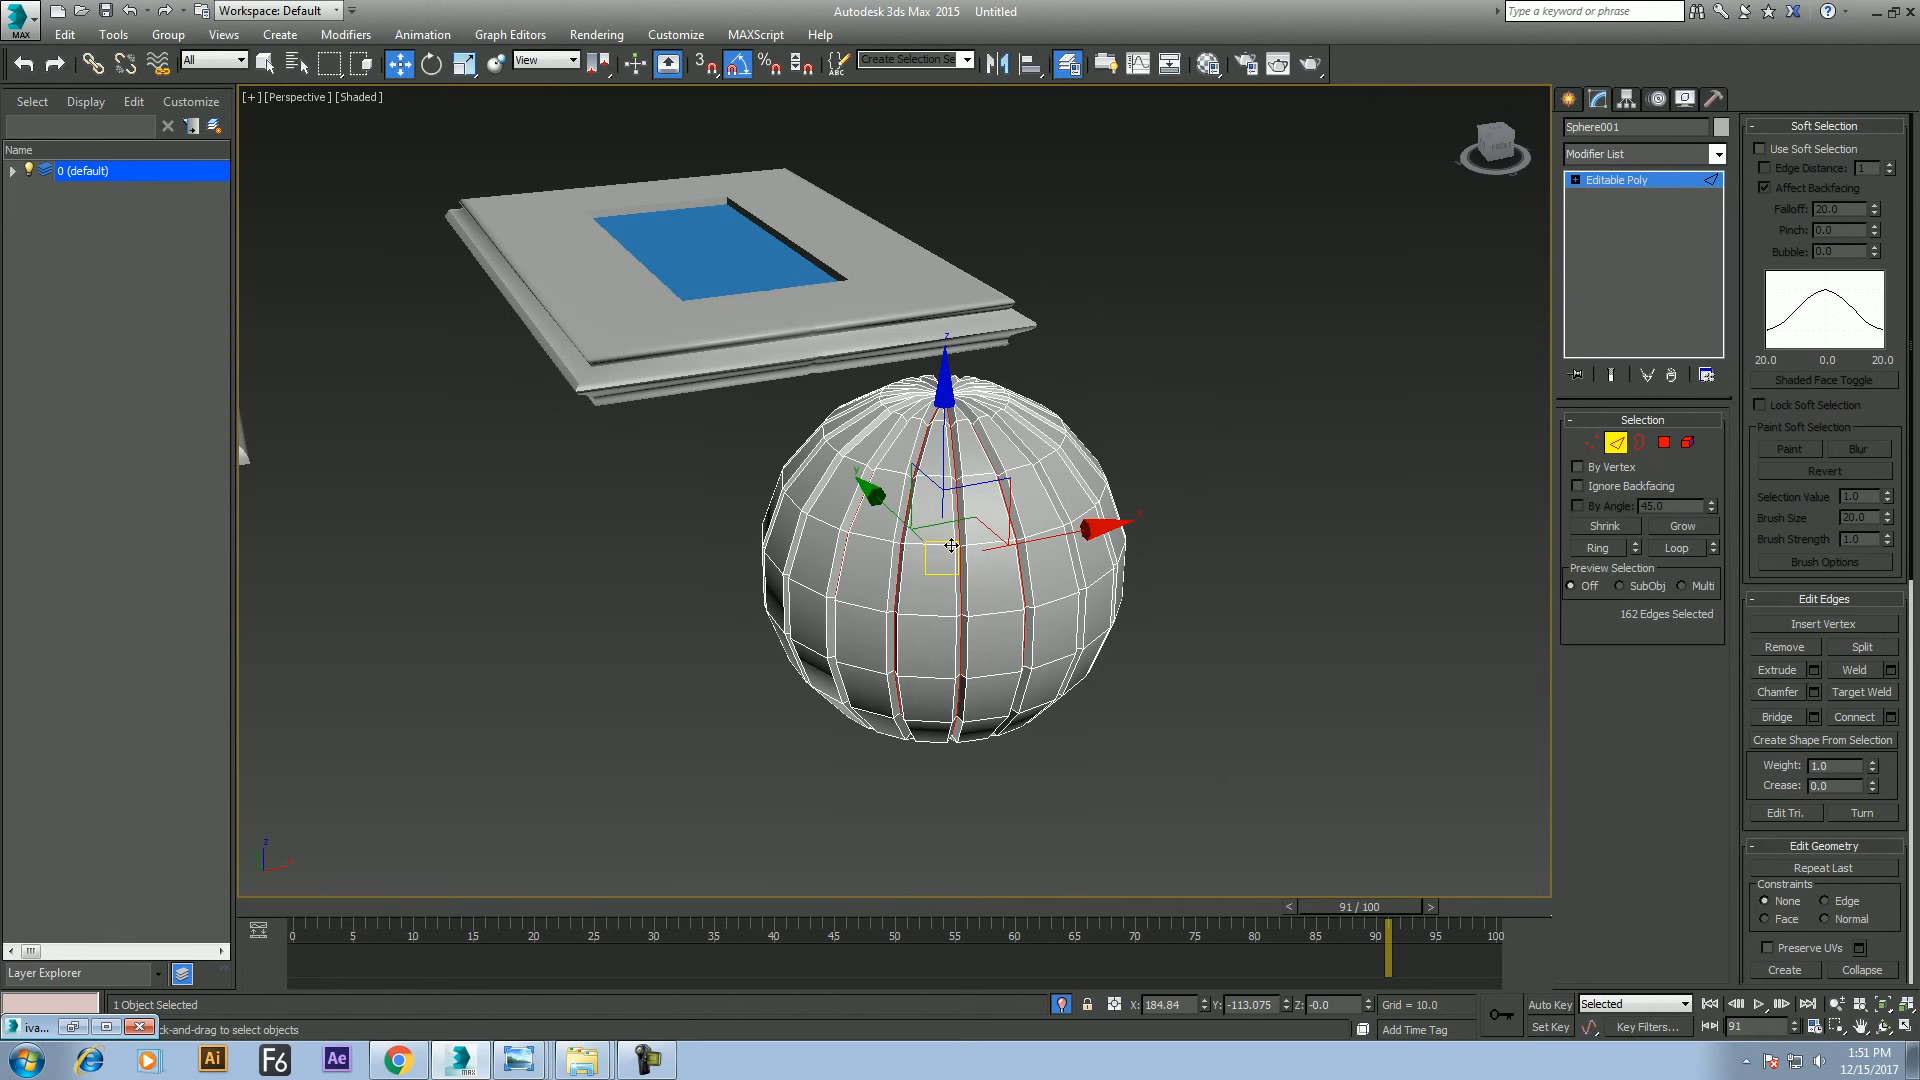 Workspace: Default
Autodesk 3ds Max 2015 Untitled
Type a keyword or phrase
MAX
Edit Tools Group Views Create Modifiers Animation Graph Editors Rendering Customize MAXScript Help
All
View
3
ABC
Create Selection Se
Select Display Edit Customize
[+] [Perspective] [Shaded]
Name
0 (default)
FRONT
z
y
x
Sphere001
Modifier List
Editable Poly
Selection
By Vertex
Ignore Backfacing
By Angle: 45.0
Shrink Grow
Ring Loop
Preview Selection
Off SubObj Multi
162 Edges Selected
Soft Selection
Use Soft Selection
Edge Distance: 1
Affect Backfacing
Falloff: 20.0
Pinch: 0.0
Bubble: 0.0
20.0 0.0 20.0
Shaded Face Toggle
Lock Soft Selection
Paint Soft Selection
Paint Blur
Revert
Selection Value 1.0
Brush Size 20.0
Brush Strength 1.0
Brush Options
Edit Edges
Insert Vertex
Remove Split
Extrude Weld
Chamfer Target Weld
Bridge Connect
Create Shape From Selection
Weight: 1.0
Crease: 0.0
Edit Tri. Turn
Edit Geometry
Repeat Last
Constraints
None Edge
Face Normal
Preserve UVs
Create Collapse
z
x
< 91 / 100 >
0 5 10 15 20 25 30 35 40 45 50 55 60 65 70 75 80 85 90 95 100
Layer Explorer
1 Object Selected
X: 184.84 Y: -113.075 Z: -0.0 Grid = 10.0
Auto Key Selected
iva...
ck-and-drag to select objects
Add Time Tag
Set Key Key Filters... 91
Ai F6 Ae
MAX
1:51 PM
12/15/2017